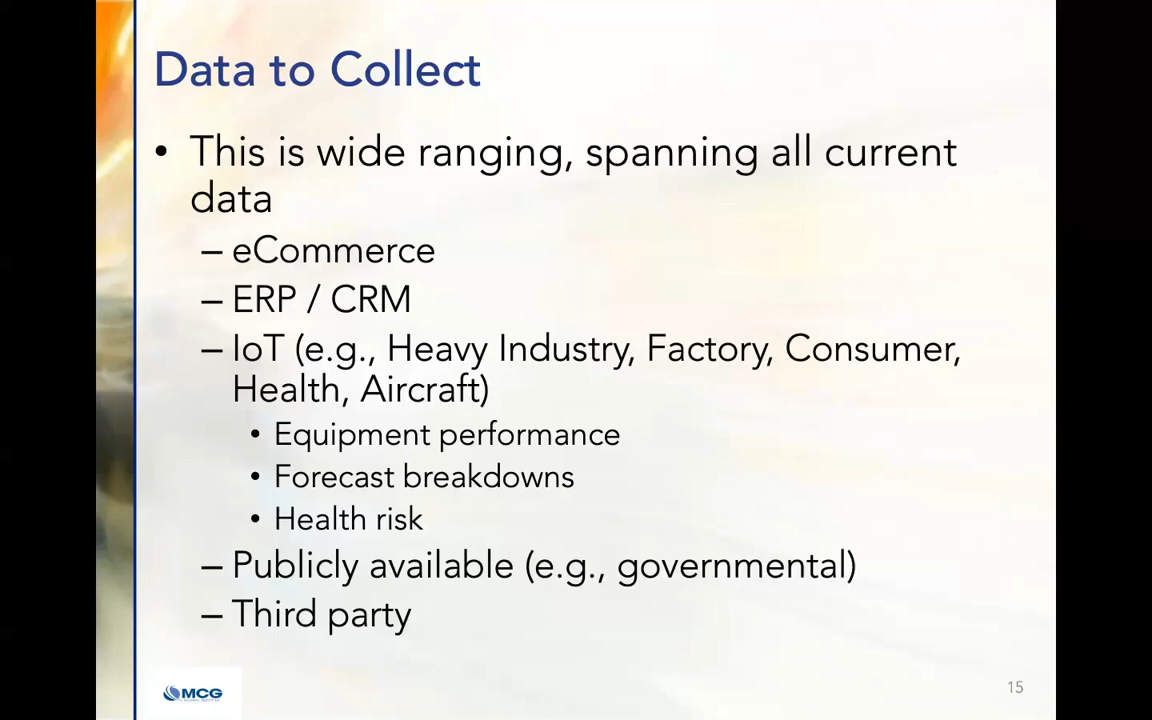 Data to Collect
• This is wide ranging, spanning all current
data
– eCommerce
– ERP / CRM
– IoT (e.g., Heavy Industry, Factory, Consumer,
Health, Aircraft)
• Equipment performance
• Forecast breakdowns
• Health risk
– Publicly available (e.g., governmental)
– Third party
MCG
15